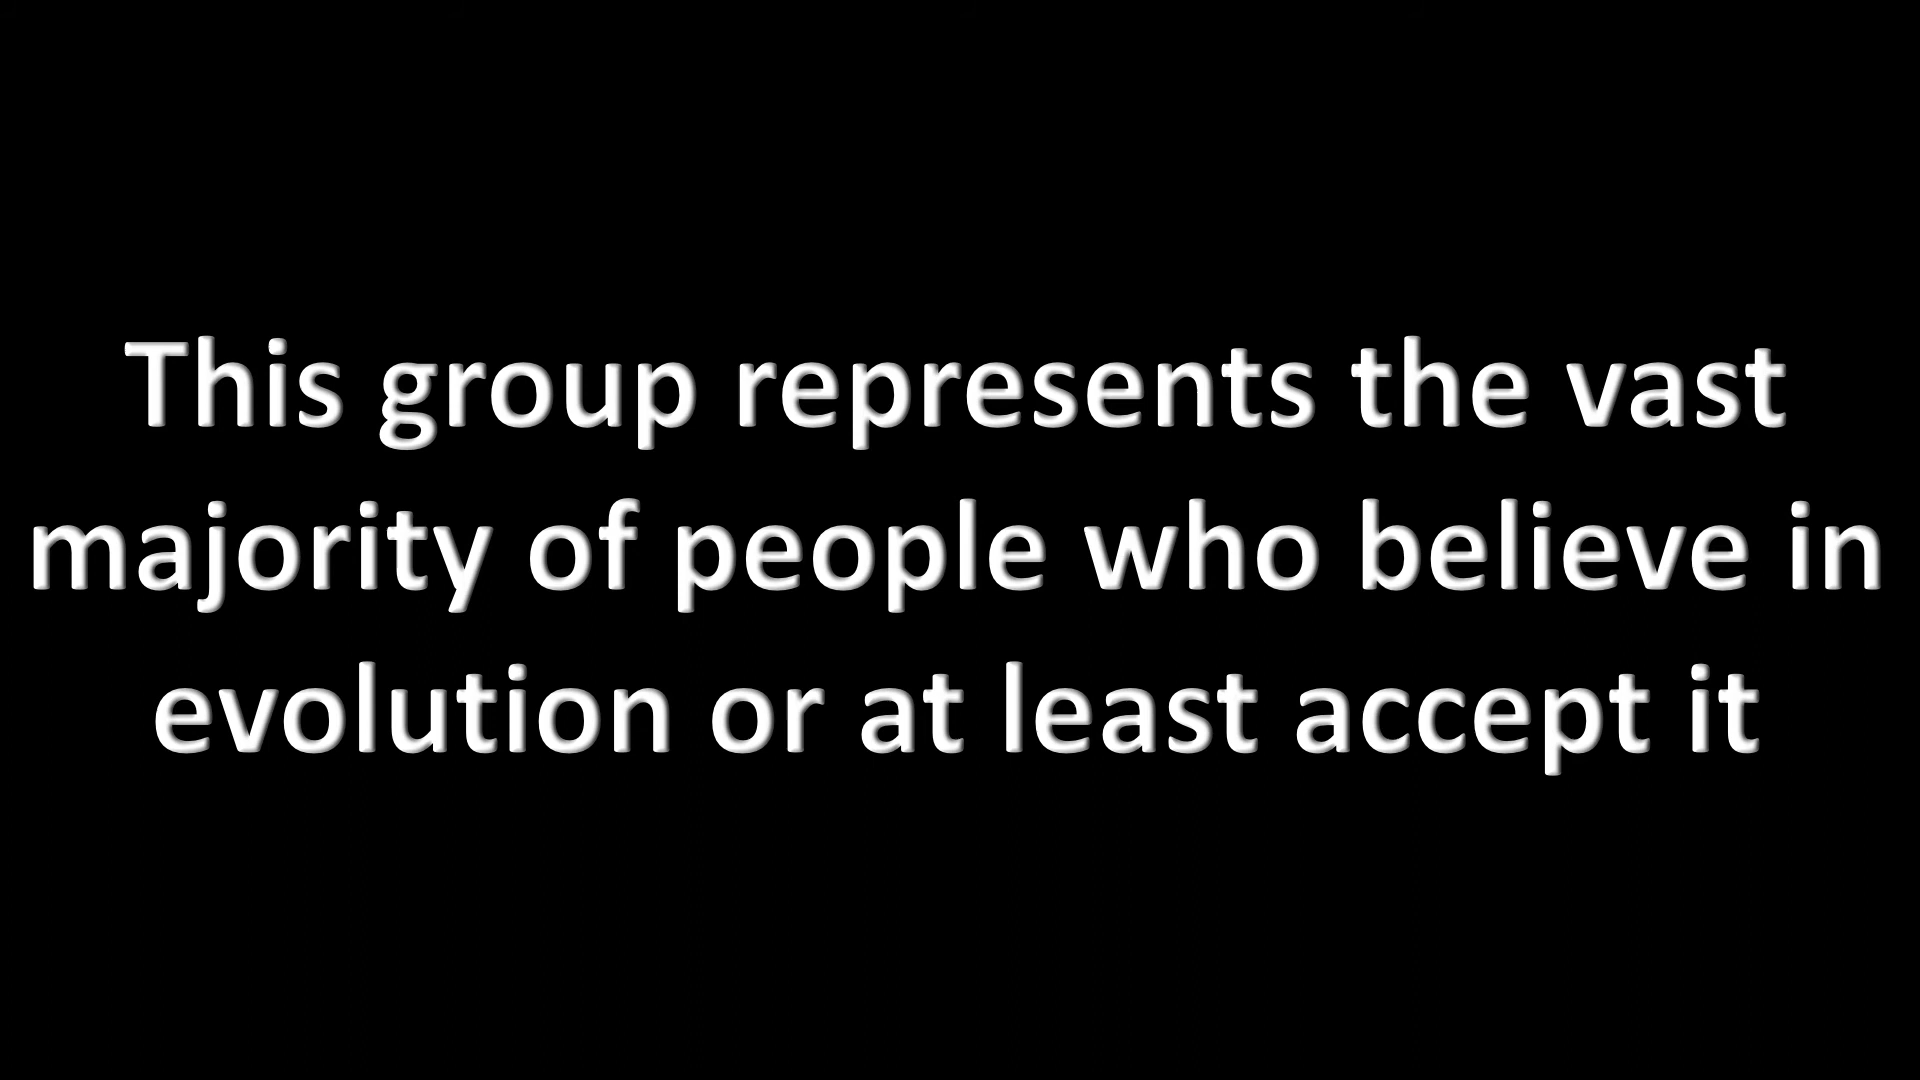 This group represents the vast
majority of people who believe in
evolution or at least accept it